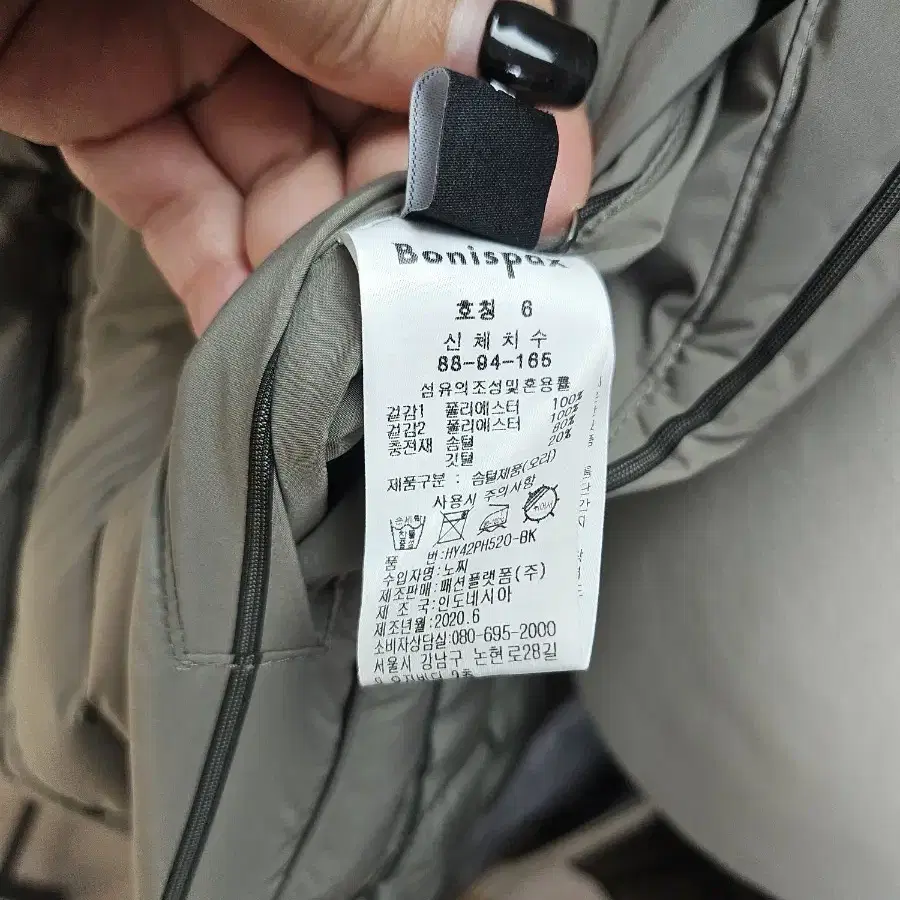 Bonispax
호칭 6
신체치수
88-94-165
섬유의조성및혼용률
겉감1 폴리에스터 100%
겉감2 폴리에스터 100%
충전재 솜털 80%
깃털 20%
제품구분 : 솜털제품(오리)
사용시 주의사항
손세탁
중성
품 번:HY42PH520-BK
수입자명:노찌
제조판매:패션플랫폼(주)
제 조 국:인도네시아
제조년월:2020.6
소비자상담실:080-695-2000
서울시 강남구 논현로28길